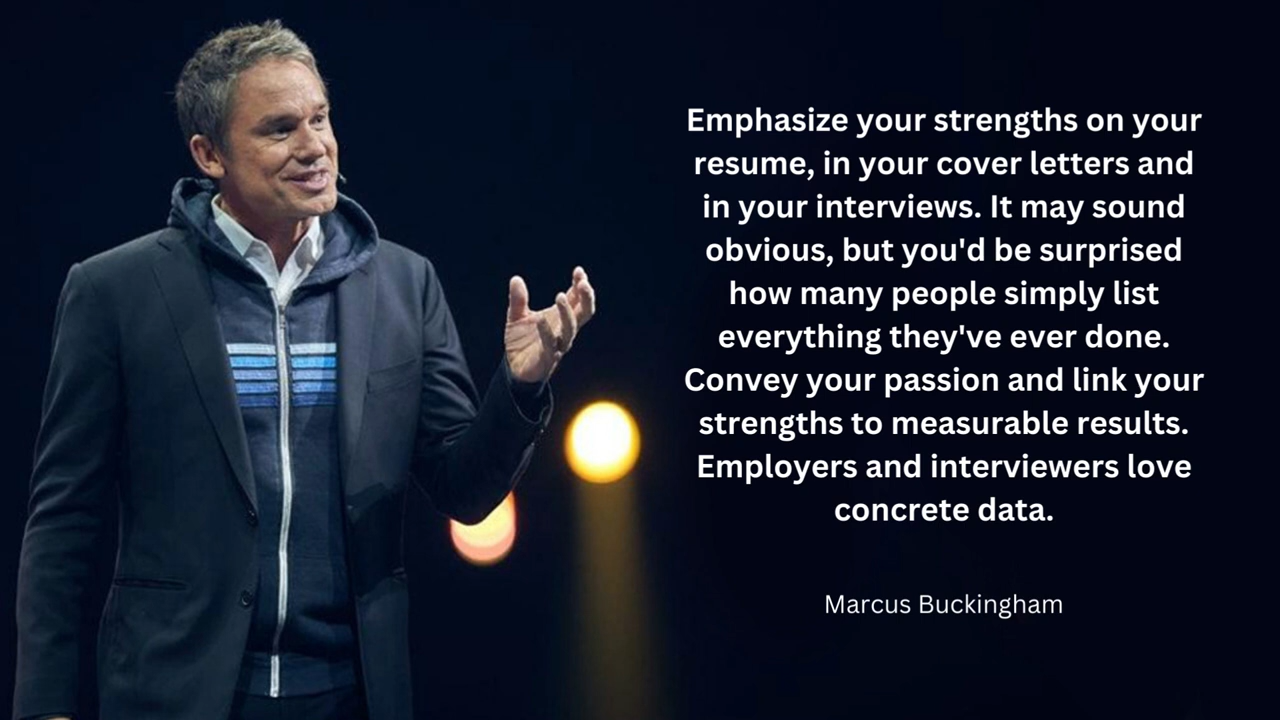 Emphasize your strengths on your
resume, in your cover letters and
in your interviews. It may sound
obvious, but you'd be surprised
how many people simply list
everything they've ever done.
Convey your passion and link your
strengths to measurable results.
Employers and interviewers love
concrete data.
Marcus Buckingham